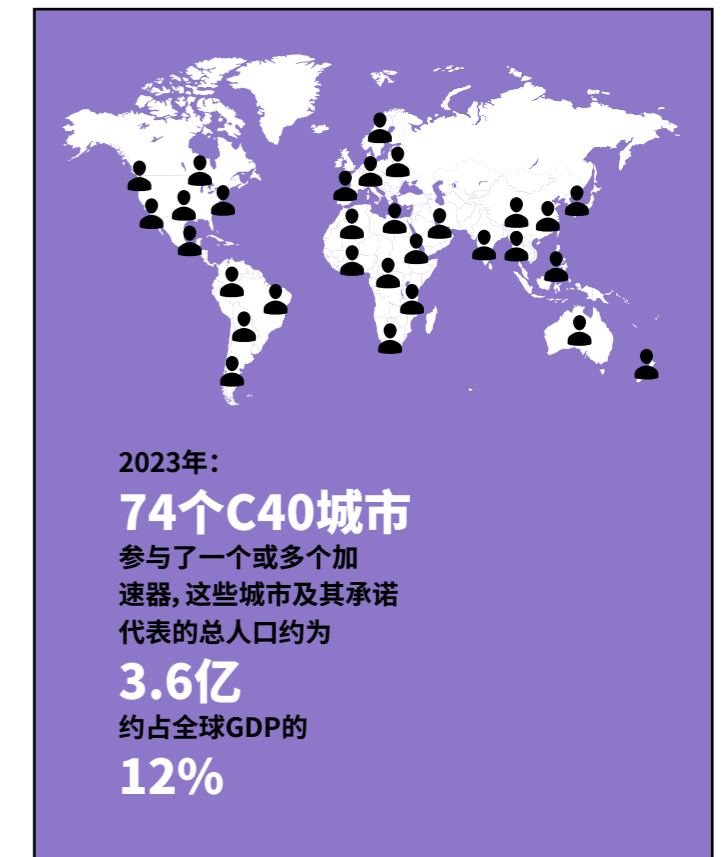 2023年：
74个C40城市
参与了一个或多个加
速器，这些城市及其承诺
代表的总人口约为
3.6亿
约占全球GDP的
12%